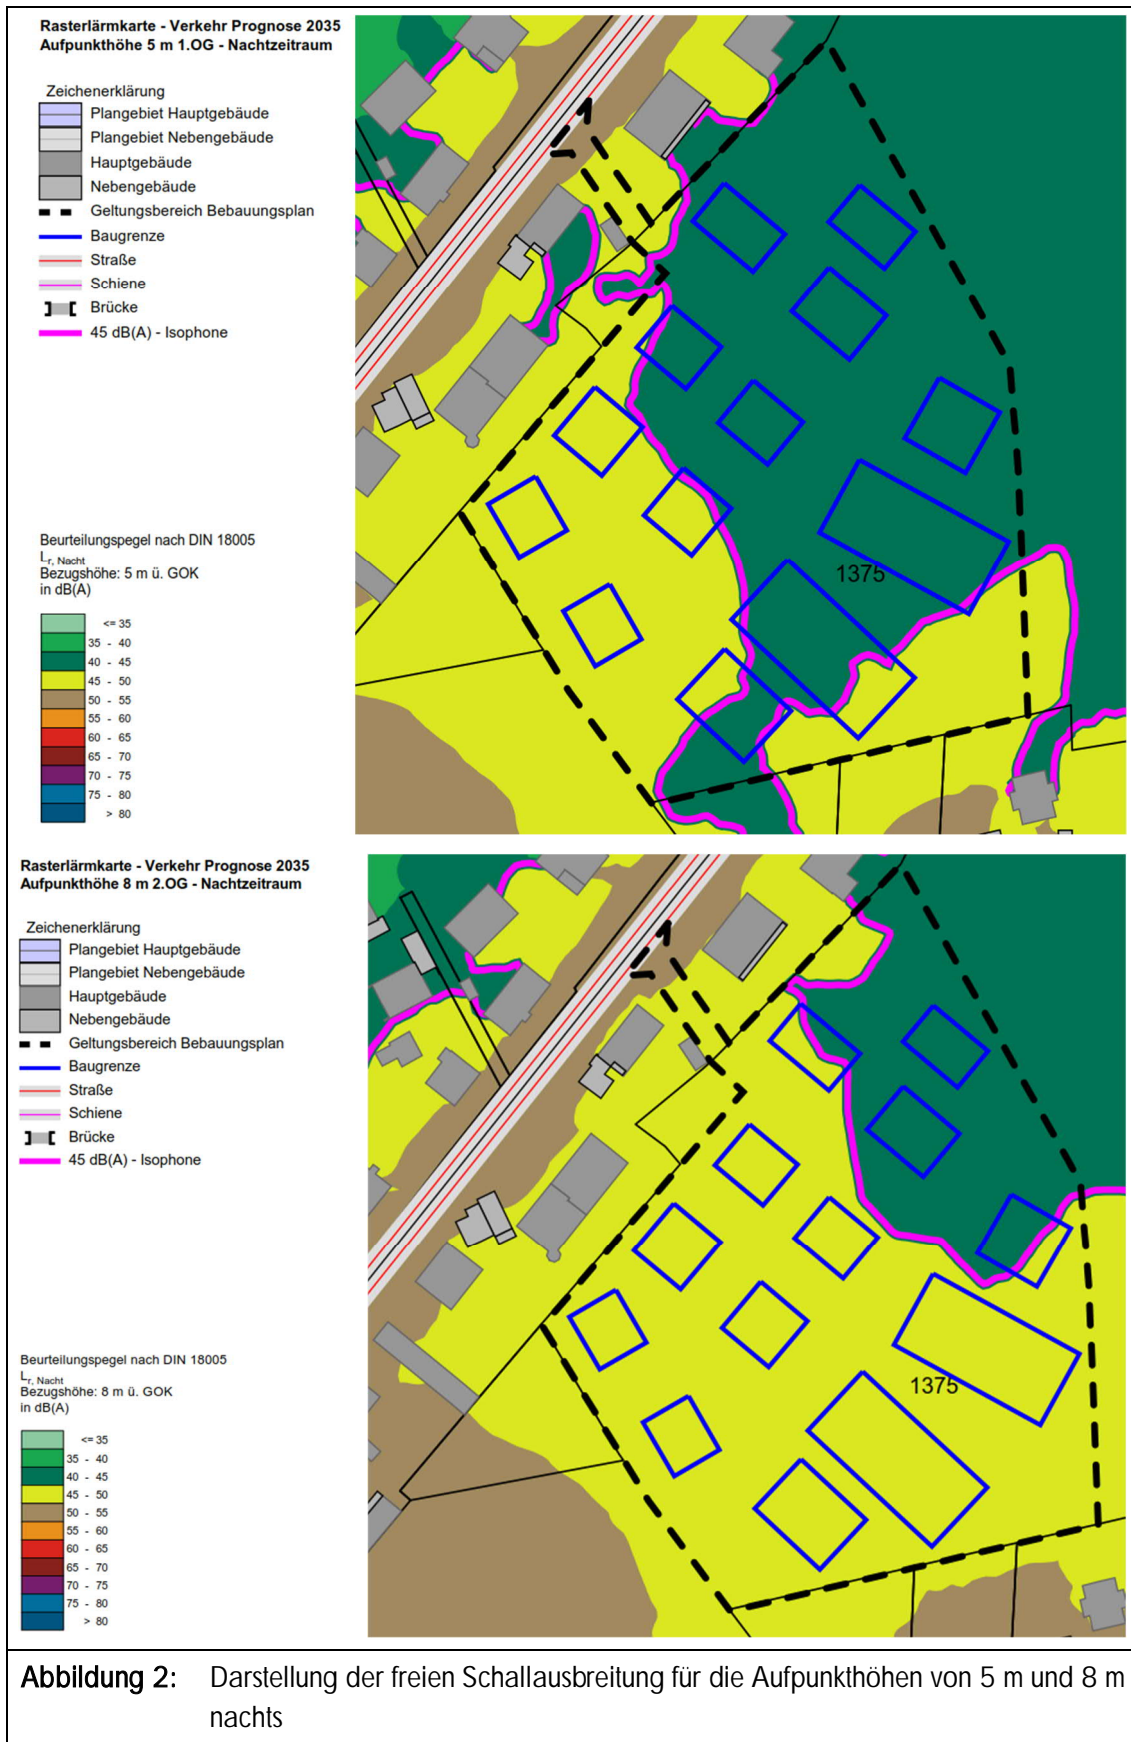 Rasterlärmkarte - Verkehr Prognose 2035
Aufpunkthöhe 5 m 1.OG - Nachtzeitraum
Zeichenerklärung
Plangebiet Hauptgebäude
Plangebiet Nebengebäude
Hauptgebäude
Nebengebäude
Geltungsbereich Bebauungsplan
Baugrenze
Straße
Schiene
Brücke
45 dB(A) - Isophone
Beurteilungspegel nach DIN 18005
Lr, Nacht
Bezugshöhe: 5 m ü. GOK
in dB(A)
<= 35
35 - 40
40 - 45
45 - 50
50 - 55
55 - 60
60 - 65
65 - 70
70 - 75
75 - 80
> 80
1375
Rasterlärmkarte - Verkehr Prognose 2035
Aufpunkthöhe 8 m 2.OG - Nachtzeitraum
Zeichenerklärung
Plangebiet Hauptgebäude
Plangebiet Nebengebäude
Hauptgebäude
Nebengebäude
Geltungsbereich Bebauungsplan
Baugrenze
Straße
Schiene
Brücke
45 dB(A) - Isophone
Beurteilungspegel nach DIN 18005
Lr, Nacht
Bezugshöhe: 8 m ü. GOK
in dB(A)
<= 35
35 - 40
40 - 45
45 - 50
50 - 55
55 - 60
60 - 65
65 - 70
70 - 75
75 - 80
> 80
1375
Abbildung 2: Darstellung der freien Schallausbreitung für die Aufpunkthöhen von 5 m und 8 m
nachts